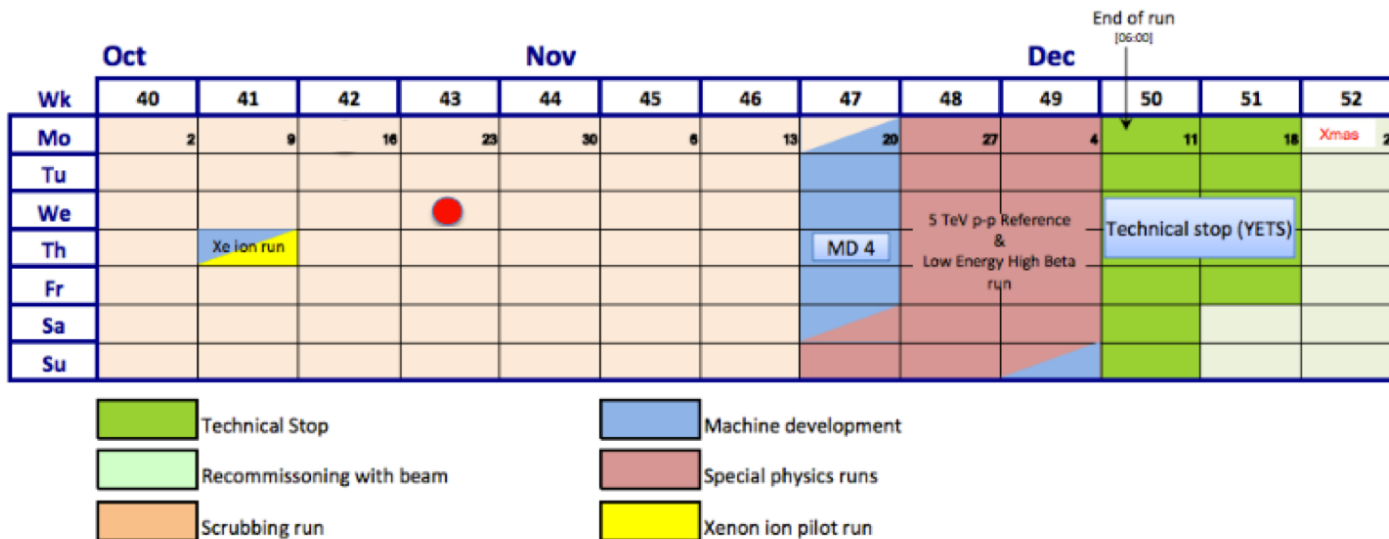 End of run
[06:00]
Oct Nov Dec
Wk 40 41 42 43 44 45 46 47 48 49 50 51 52
Mo 2 9 16 23 30 6 13 20 27 4 11 18 Xmas
Tu
We
Th Xe ion run
Fr
Sa
Su
MD 4
5 TeV p-p Reference
&
Low Energy High Beta
run
Technical stop (YETS)
Technical Stop Machine development
Recommissoning with beam Special physics runs
Scrubbing run Xenon ion pilot run